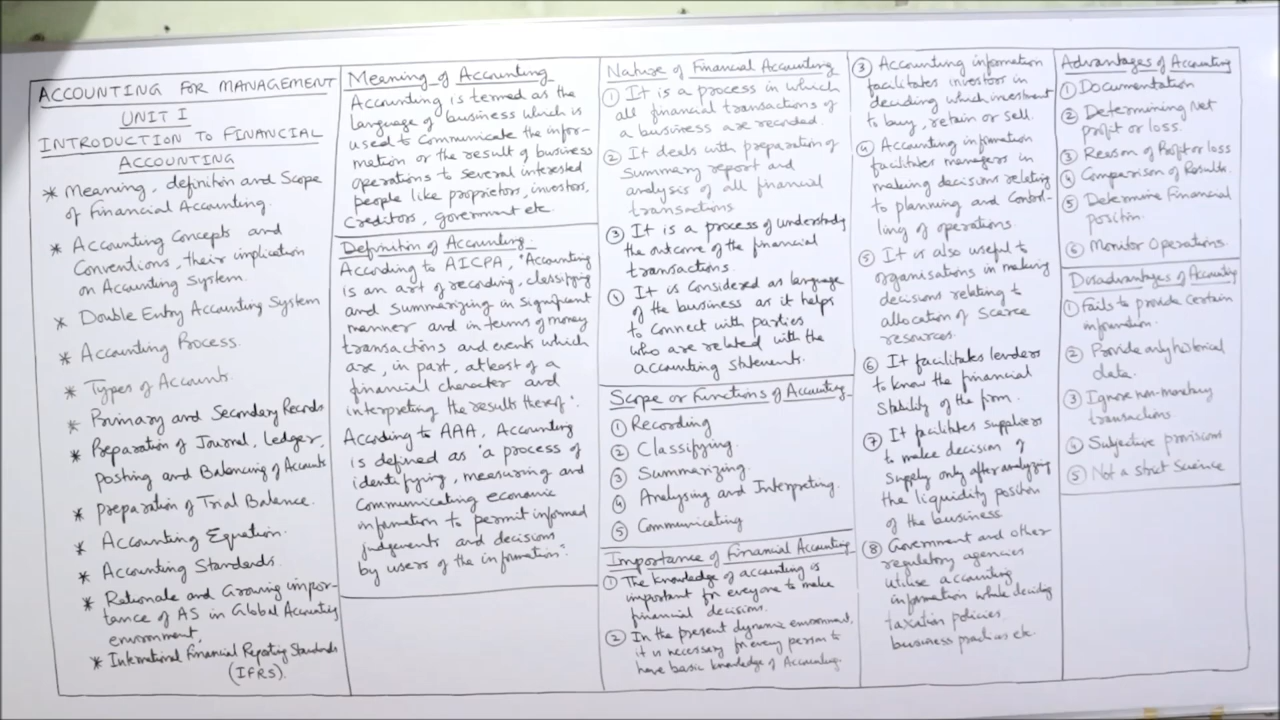 ACCOUNTING FOR MANAGEMENT
UNIT I
INTRODUCTION TO FINANCIAL
ACCOUNTING
* Meaning, definition and Scope
of Financial Accounting.
* Accounting Concepts and
Conventions, their implication
on Accounting System.
* Double Entry Accounting System
* Accounting Process.
* Types of Accounts.
* Primary and Secondary Records
* Preparation of Journal, Ledger,
posting and Balancing of Accounts
* Preparation of Trial Balance.
* Accounting Equation.
* Accounting Standards.
* Rationale and Growing impor-
tance of AS in Global Accounting
environment,
* International Financial Reporting Standards
(IFRS).
Meaning of Accounting
Accounting is termed as the
language of business which is
used to communicate the infor-
mation or the result of business
operations to several interested
people like proprietors, investors,
Creditors, government etc.
Definition of Accounting.
According to AICPA, "Accounting
is an art of recording, classifying
and Summarizing in significant
manner and in terms of money
transactions and events which
are, in part, atleast of a
financial character and
interpreting the results thereof".
According to AAA, Accounting
is defined as "a process of
identifying, measuring and
Communicating economic
information to permit informed
judgements and decisions
by users of the information".
Nature of Financial Accounting
① It is a process in which
all financial transactions of
a business are recorded.
② It deals with preparation of
Summary report and
analysis of all financial
transactions
③ It is a process of understandg
the outcome of the financial
transactions.
④ It is considered as language
of the business as it helps
to connect with parties
who are related with the
accounting statements.
Scope or Functions of Accounting
① Recording
② Classifying.
③ Summarizing.
④ Analysing and Interpreting.
⑤ Communicating
Importance of Financial Accounting
① The knowledge of accounting is
important for everyone to make
financial decisions.
② In the present dynamic environment,
it is necessary for every person to
have basic knowledge of Accounting.
③ Accounting information
facilitates investor in
deciding which investment
to buy, retain or sell.
④ Accounting information
facilitates managers in
making decisions relating
to planning and control-
ling of operations.
⑤ It is also useful to
organisations in making
decisions relating to
allocation of Scarce
resources.
⑥ It facilitates lenders
to know the financial
Stability of the firm.
⑦ It facilitates suppliers
to make decision of
supply only after analyzing
the liquidity position
of the business
⑧ Government and other
regulatory agencies
utilise accounting
information while deciding
taxation policies,
business practices etc.
Advantages of Accounting
① Documentation
② Determining Net
profit or loss.
③ Reason of Profit or loss
④ Comparison of Results.
⑤ Determine Financial
position.
⑥ Monitor Operations.
Disadvantages of Accounting
① Fails to provide certain
information.
② Provide only historical
data.
③ Ignore non-monetary
transactions.
④ Subjective provisions
⑤ Not a strict Science